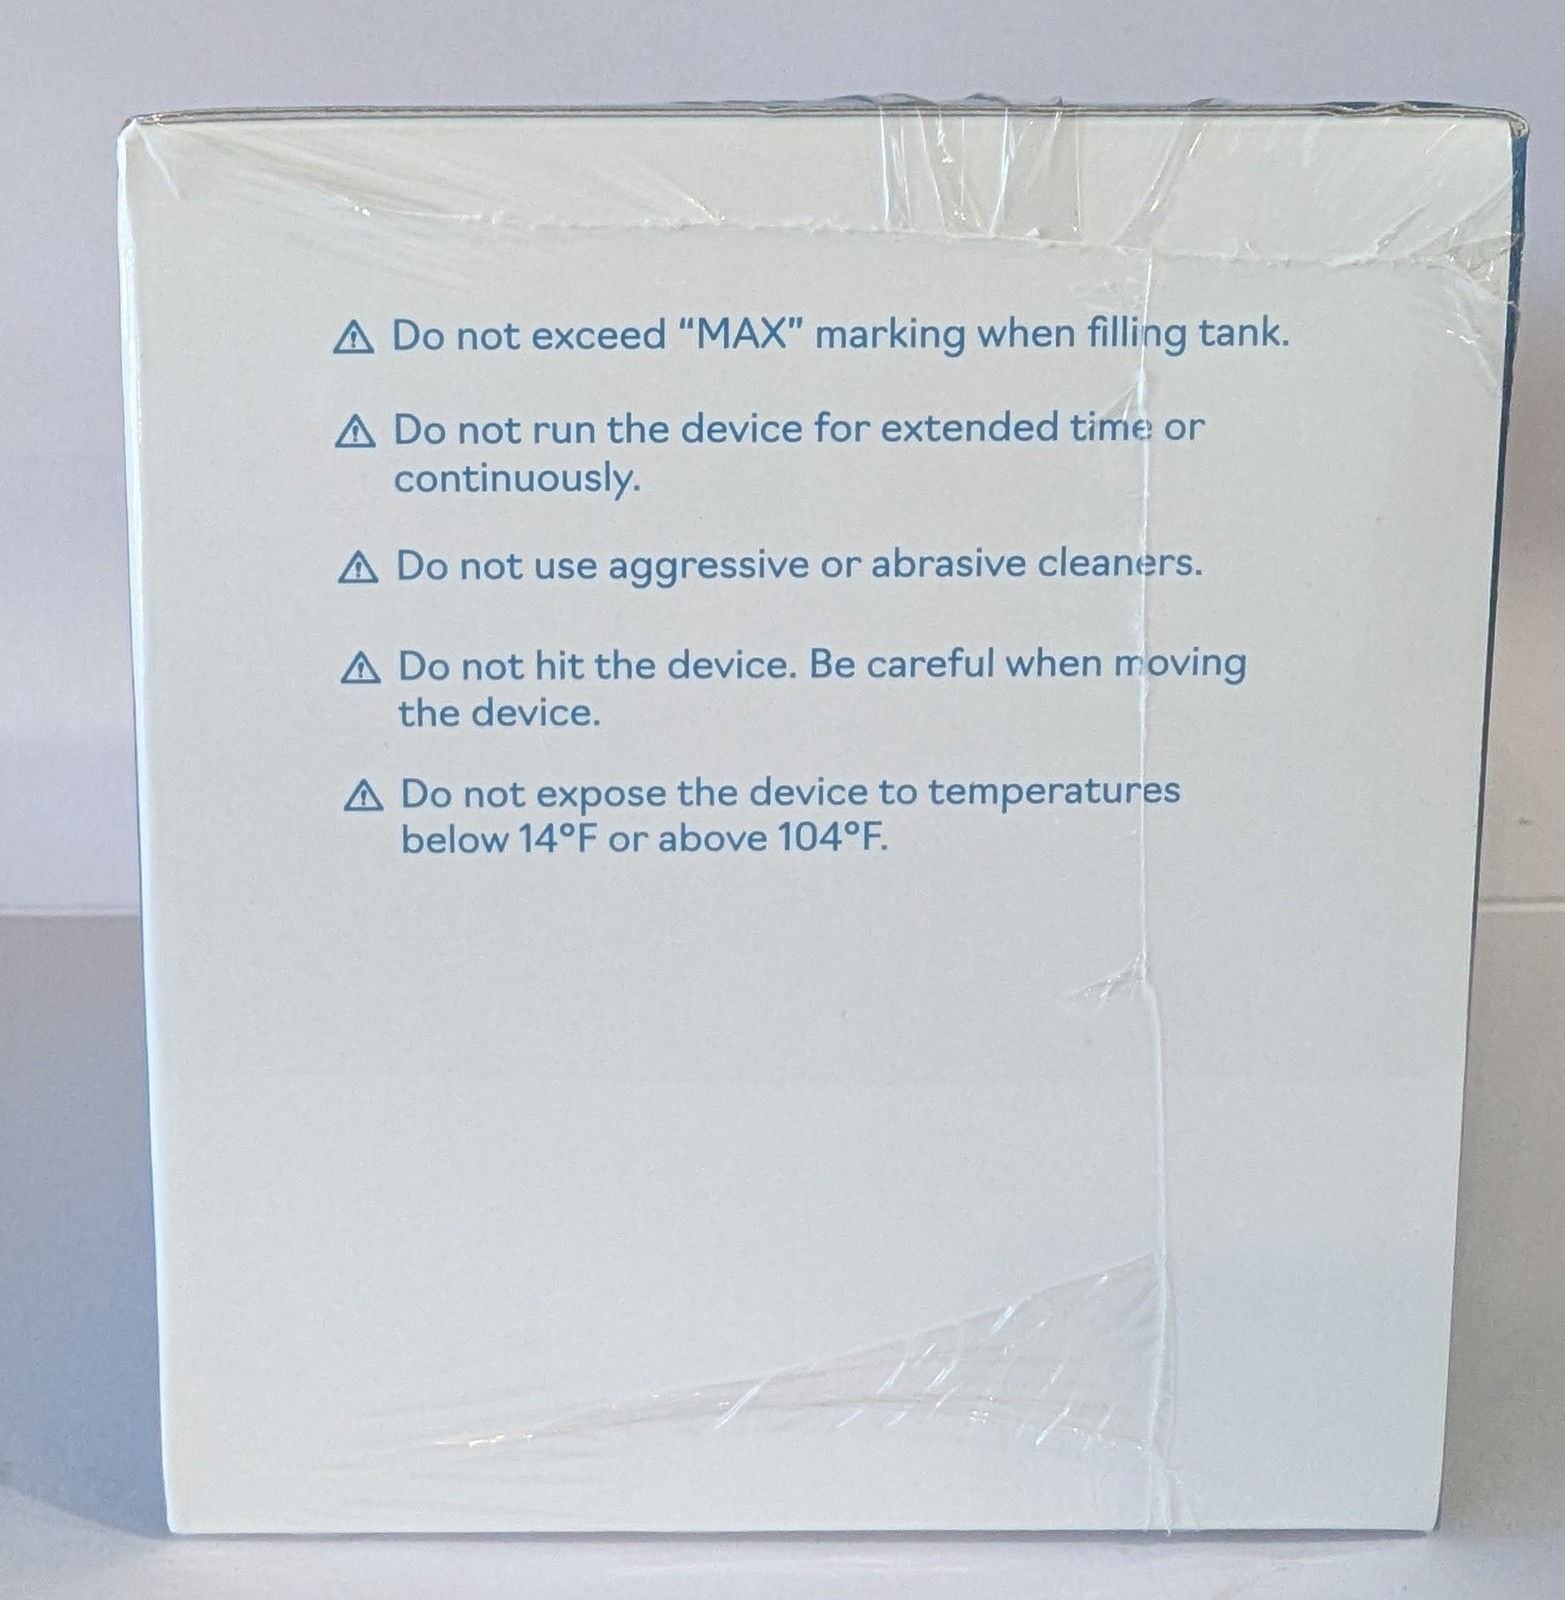 Do not exceed “MAX” marking when filling tank.
Do not run the device for extended time or
continuously.
Do not use aggressive or abrasive cleaners.
Do not hit the device. Be careful when moving
the device.
Do not expose the device to temperatures
below 14°F or above 104°F.